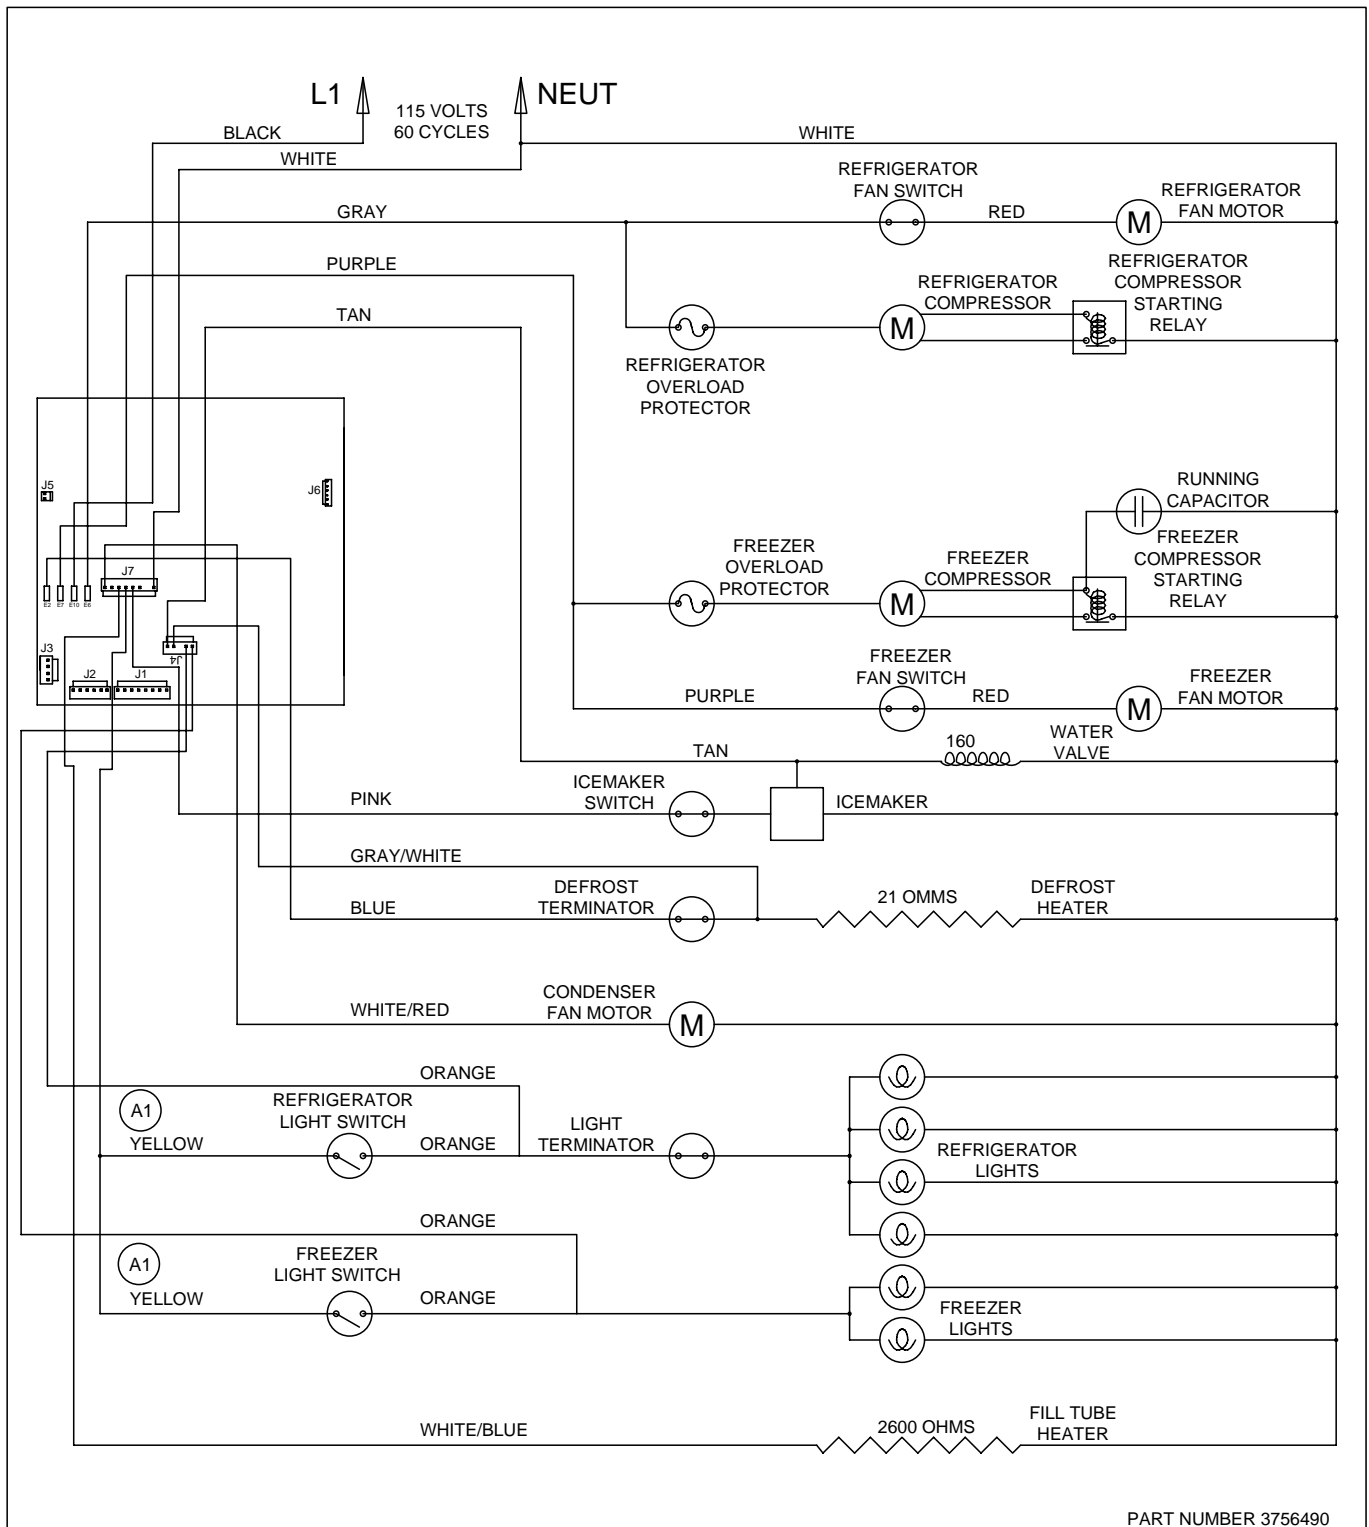 L1
115 VOLTS
60 CYCLES
NEUT
BLACK
WHITE
WHITE
REFRIGERATOR
FAN SWITCH
GRAY
RED
REFRIGERATOR
FAN MOTOR
M
PURPLE
REFRIGERATOR
COMPRESSOR
M
REFRIGERATOR
COMPRESSOR
STARTING
RELAY
TAN
REFRIGERATOR
OVERLOAD
PROTECTOR
J5
J6
J7
E2
E7
E10
E6
J3
J4
J2
J1
RUNNING
CAPACITOR
FREEZER
OVERLOAD
PROTECTOR
FREEZER
COMPRESSOR
M
FREEZER
COMPRESSOR
STARTING
RELAY
FREEZER
FAN SWITCH
PURPLE
RED
M
FREEZER
FAN MOTOR
TAN
160
WATER
VALVE
PINK
ICEMAKER
SWITCH
ICEMAKER
GRAY/WHITE
BLUE
DEFROST
TERMINATOR
21 OMMS
DEFROST
HEATER
WHITE/RED
CONDENSER
FAN MOTOR
M
ORANGE
A1
YELLOW
REFRIGERATOR
LIGHT SWITCH
ORANGE
LIGHT
TERMINATOR
REFRIGERATOR
LIGHTS
ORANGE
A1
YELLOW
FREEZER
LIGHT SWITCH
ORANGE
FREEZER
LIGHTS
WHITE/BLUE
2600 OHMS
FILL TUBE
HEATER
PART NUMBER 3756490